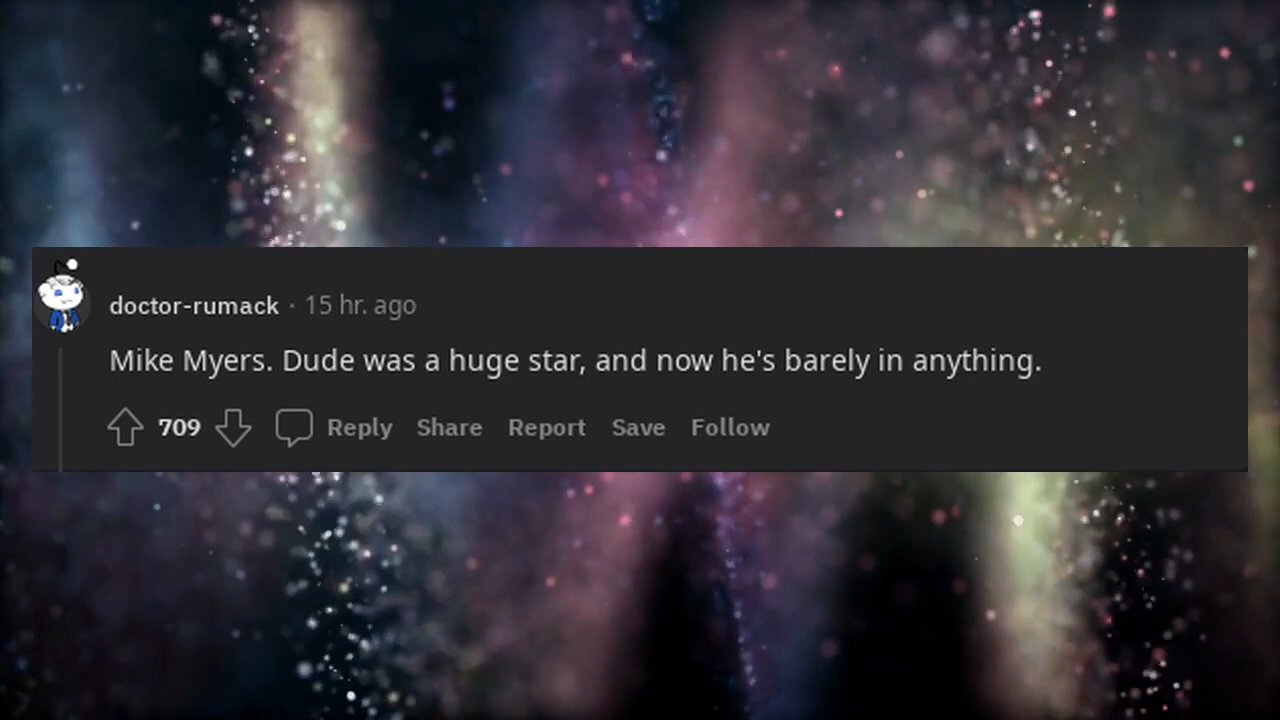 doctor-rumack · 15 hr. ago
Mike Myers. Dude was a huge star, and now he's barely in anything.
709 Reply Share Report Save Follow